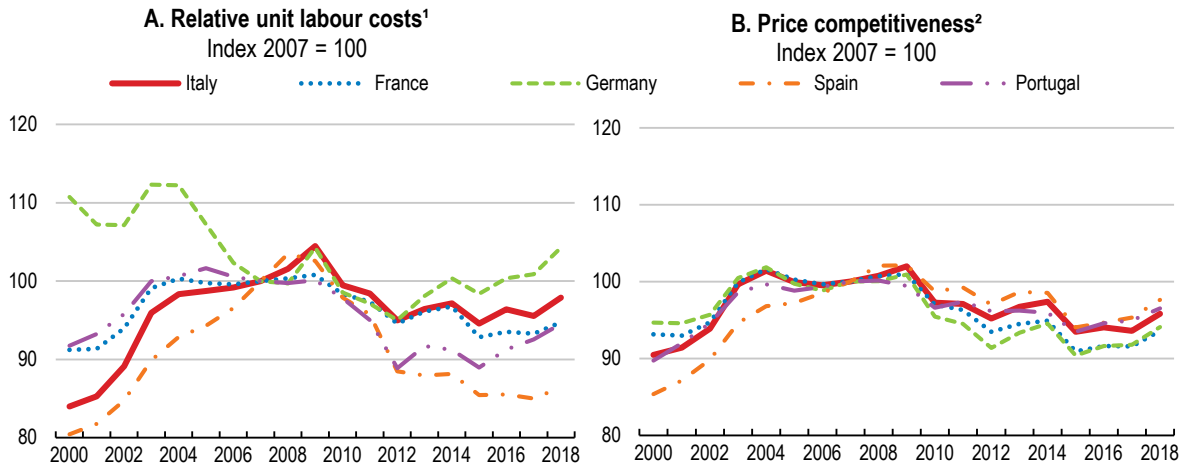 A. Relative unit labour costs¹
Index 2007 = 100
B. Price competitiveness²
Index 2007 = 100
Italy France Germany Spain Portugal
120
110
100
90
80
2000 2002 2004 2006 2008 2010 2012 2014 2016 2018
120
110
100
90
80
2000 2002 2004 2006 2008 2010 2012 2014 2016 2018